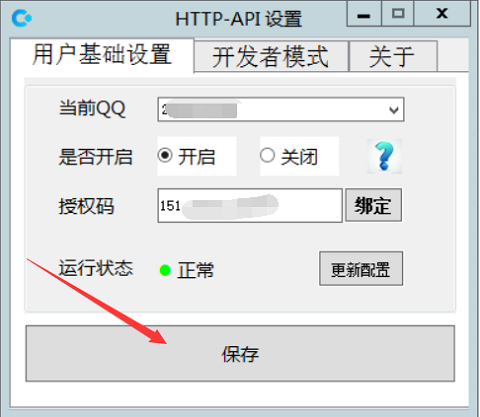 HTTP-API 设置
用户基础设置 开发者模式 关于
当前QQ 2
是否开启 开启 关闭 ?
授权码 151 绑定
运行状态 正常 更新配置
保存